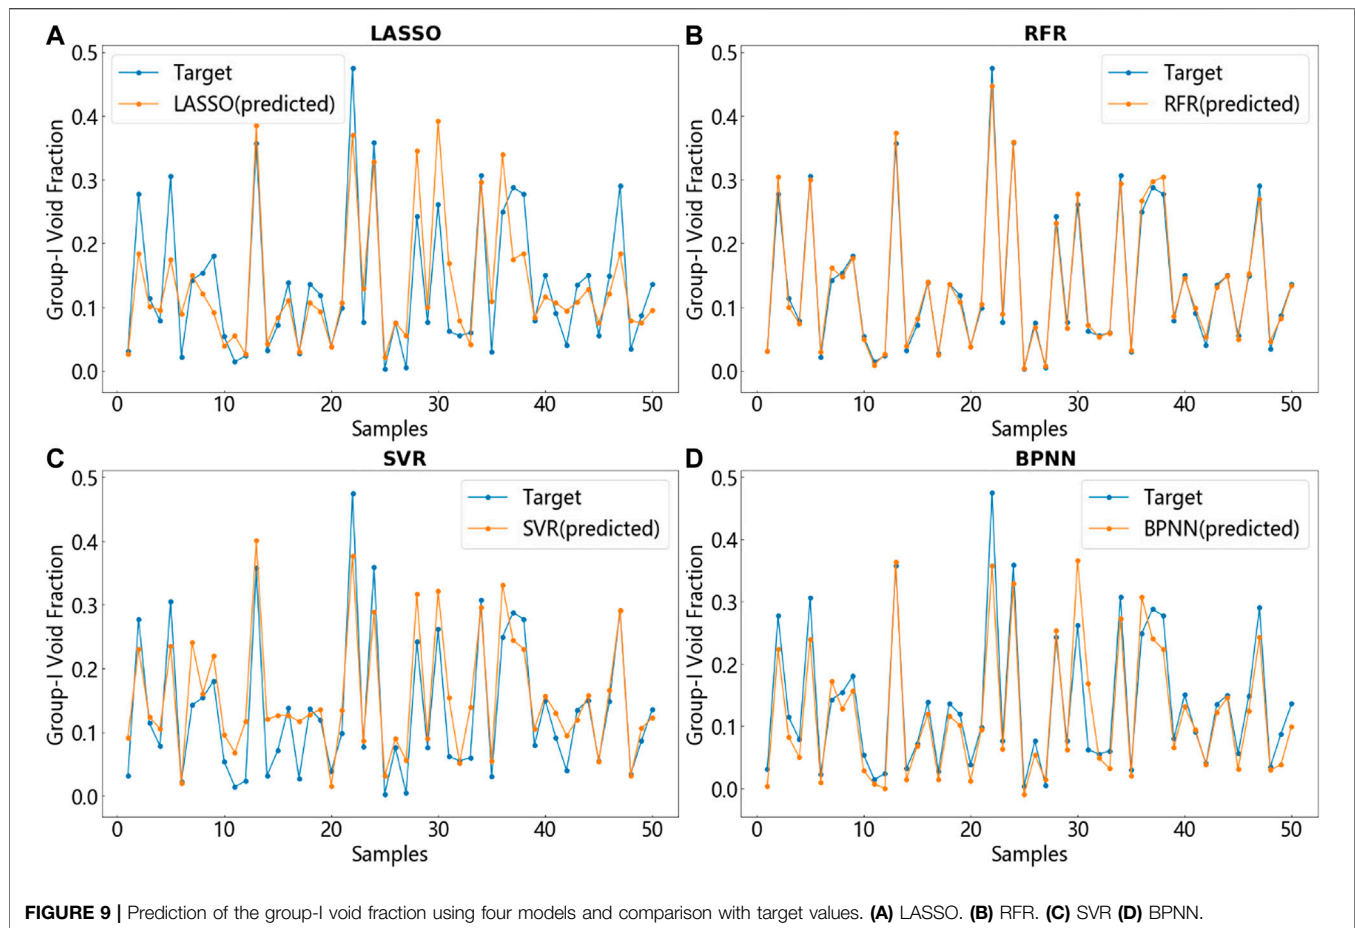 A
LASSO
Target
LASSO(predicted)
Group-I Void Fraction
0.5
0.4
0.3
0.2
0.1
0.0
0 10 20 30 40 50
Samples
B
RFR
Target
RFR(predicted)
Group-I Void Fraction
0.5
0.4
0.3
0.2
0.1
0.0
0 10 20 30 40 50
Samples
C
SVR
Target
SVR(predicted)
Group-I Void Fraction
0.5
0.4
0.3
0.2
0.1
0.0
0 10 20 30 40 50
Samples
D
BPNN
Target
BPNN(predicted)
Group-I Void Fraction
0.5
0.4
0.3
0.2
0.1
0.0
0 10 20 30 40 50
Samples
FIGURE 9 | Prediction of the group-I void fraction using four models and comparison with target values. (A) LASSO. (B) RFR. (C) SVR (D) BPNN.